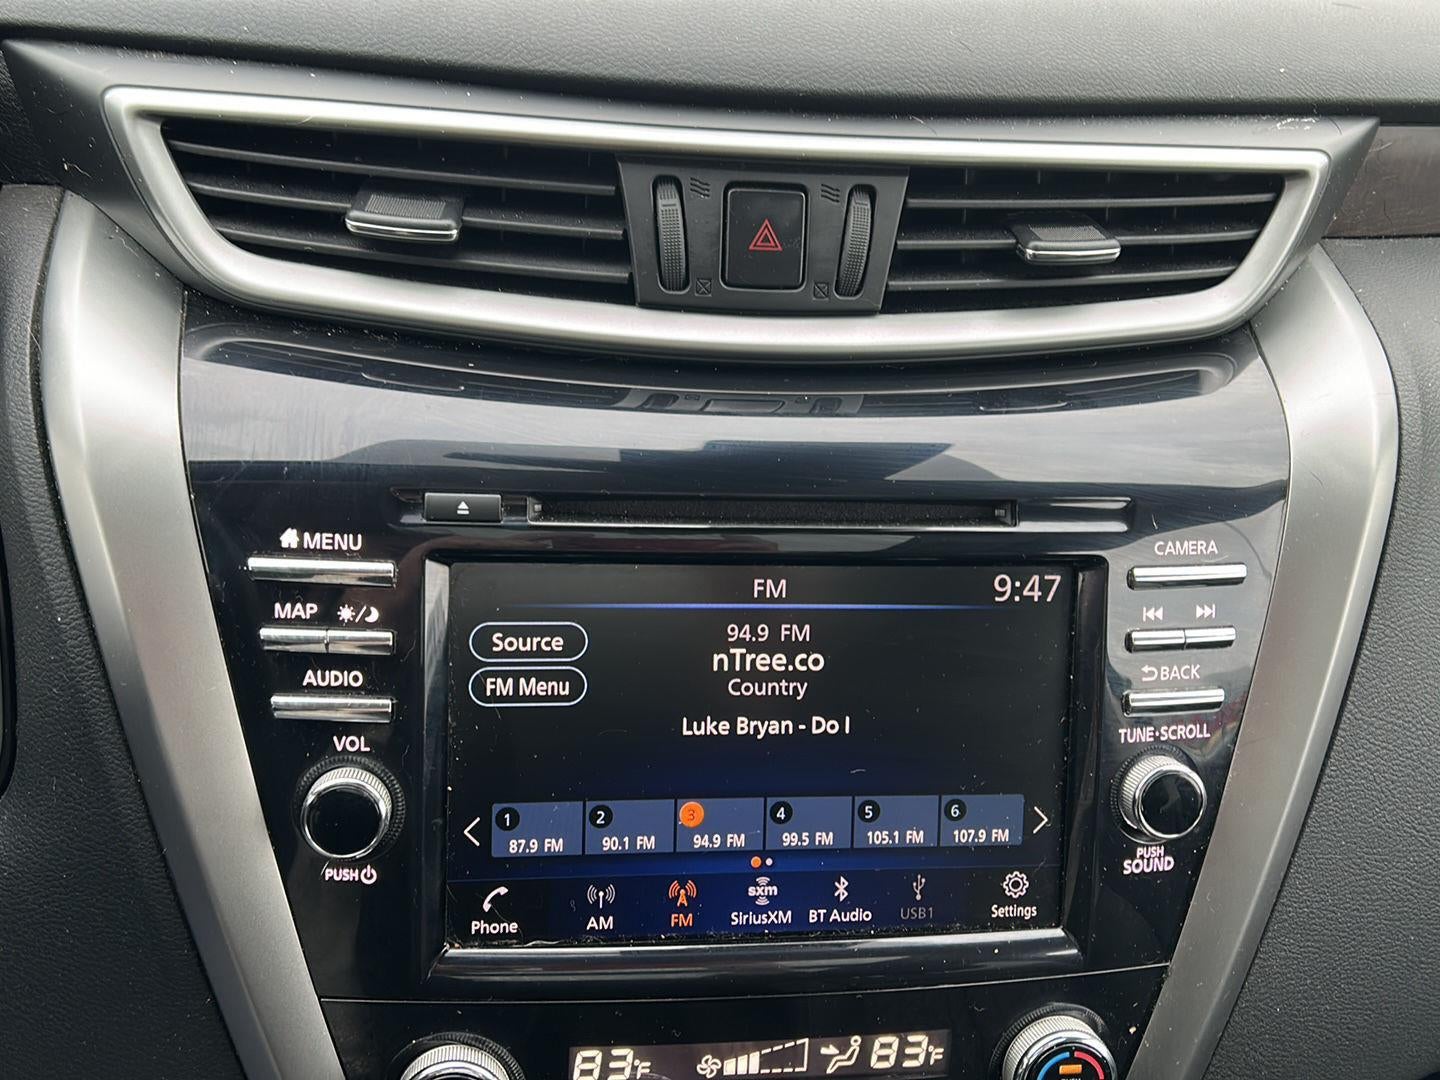 MENU
MAP
AUDIO
VOL
PUSH
FM
9:47
Source
FM Menu
94.9 FM
nTree.co
Country
Luke Bryan - Do I
1 2 3 4 5 6
87.9 FM 90.1 FM 94.9 FM 99.5 FM 105.1 FM 107.9 FM
Phone AM FM sxm SiriusXM BT Audio USB1 Settings
CAMERA
BACK
TUNE·SCROLL
PUSH
SOUND
83°F 83°F